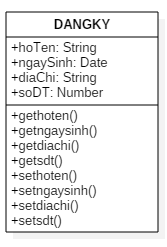 DANGKY
+hoTen: String
+ngaySinh: Date
+diaChi: String
+soDT: Number
+gethoten()
+getngaysinh()
+getdiachi()
+getsdt()
+sethoten()
+setngaysinh()
+setdiachi()
+setsdt()